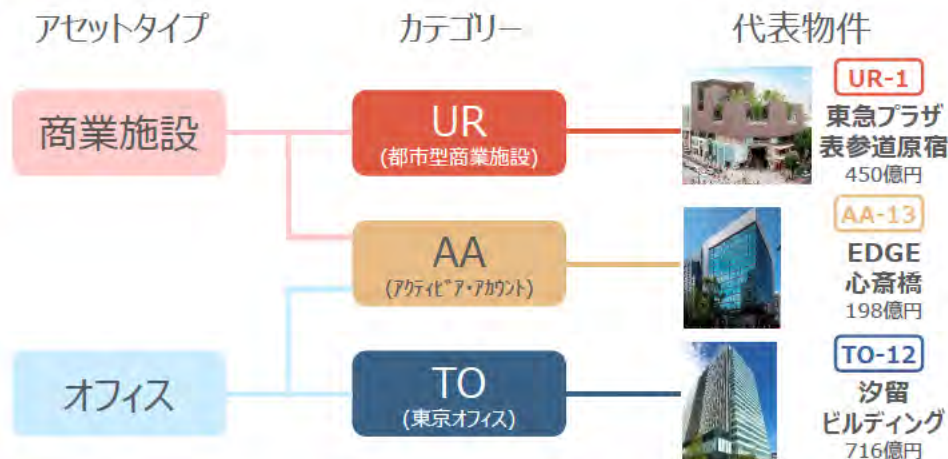 アセットタイプ
カテゴリー
代表物件
商業施設
UR
(都市型商業施設)
UR-1
東急プラザ
表参道原宿
450億円
AA
(ｱｸﾃｨﾋﾞｱ・ｱｶｳﾝﾄ)
AA-13
EDGE
心斎橋
198億円
オフィス
TO
(東京オフィス)
TO-12
汐留
ビルディング
716億円